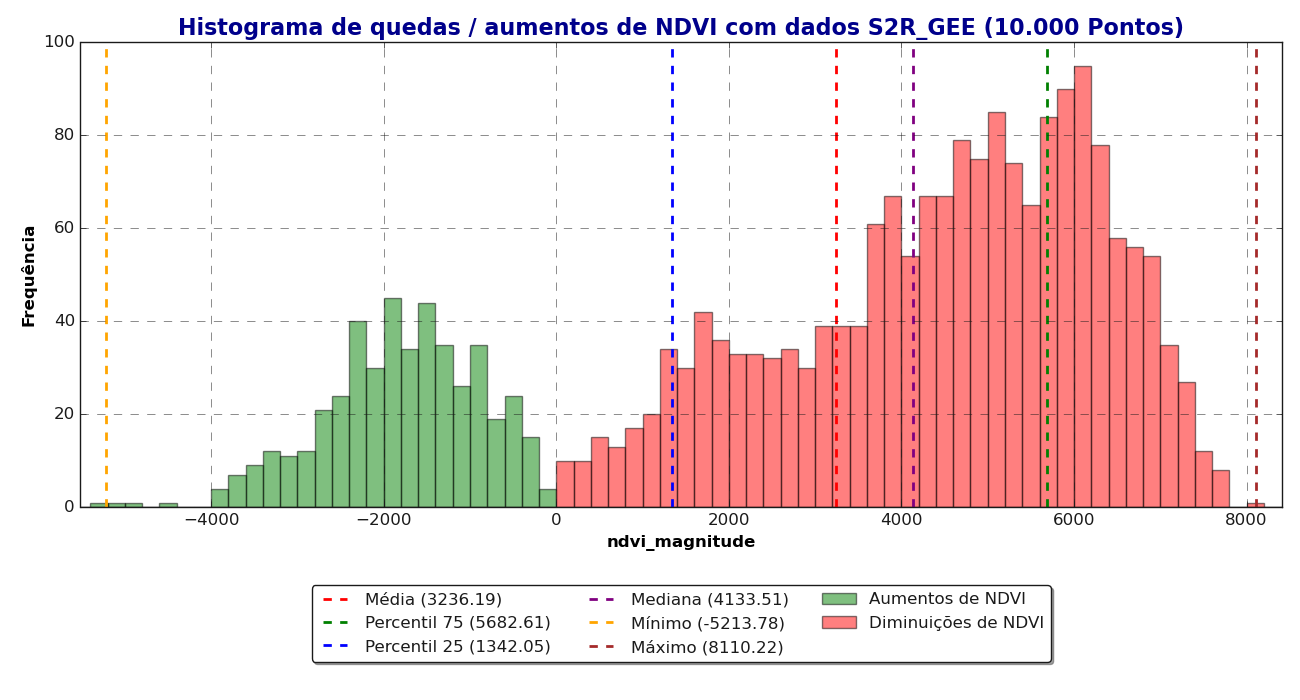 Histograma de quedas / aumentos de NDVI com dados S2R_GEE (10.000 Pontos)
100
80
60
40
20
0
Frequência
−4000 −2000 0 2000 4000 6000 8000
ndvi_magnitude
Média (3236.19) Mediana (4133.51) Aumentos de NDVI
Percentil 75 (5682.61) Mínimo (-5213.78) Diminuições de NDVI
Percentil 25 (1342.05) Máximo (8110.22)